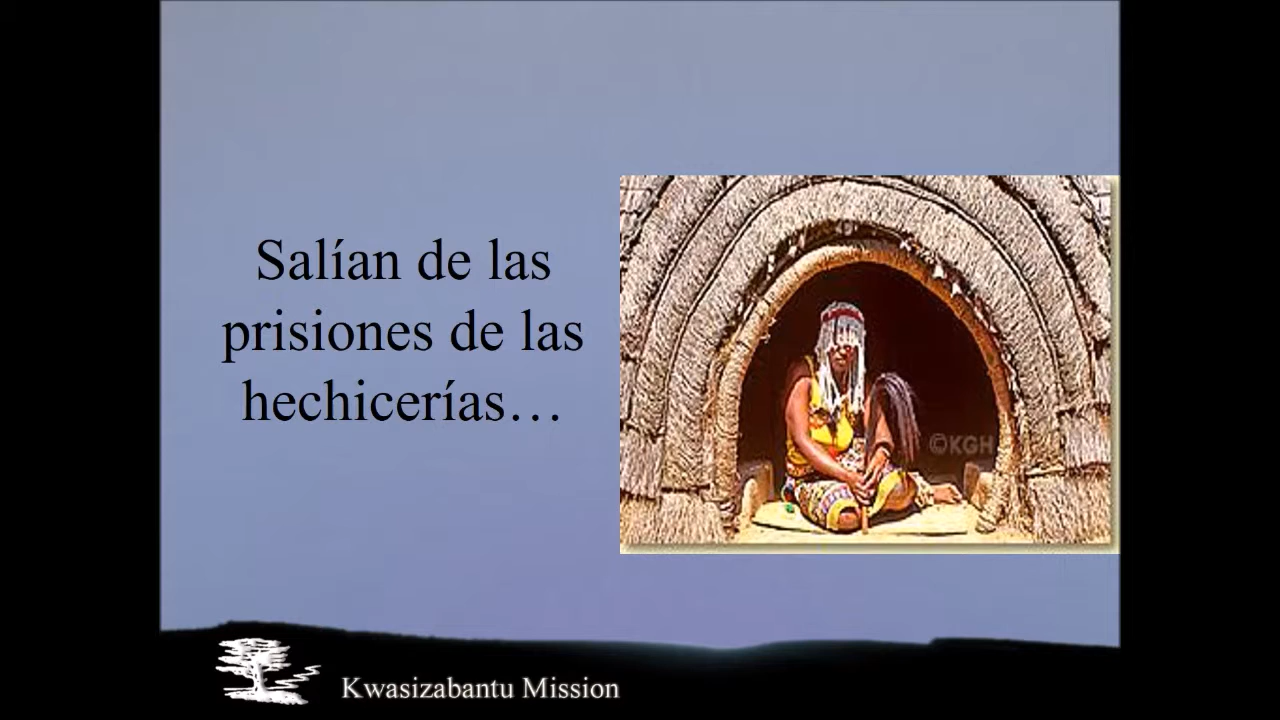 Salían de las
prisiones de las
hechicerías…
©KGH
Kwasizabantu Mission